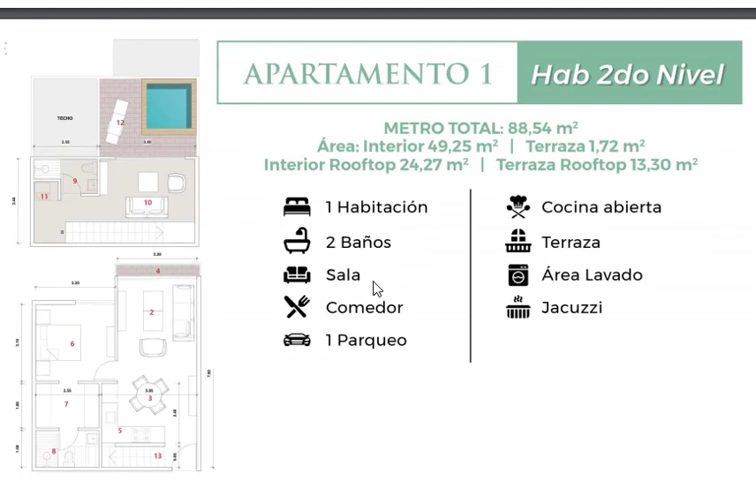 APARTAMENTO 1
Hab 2do Nivel
METRO TOTAL: 88,54 m²
Área: Interior 49,25 m² | Terraza 1,72 m²
Interior Rooftop 24,27 m² | Terraza Rooftop 13,30 m²
1 Habitación
2 Baños
Sala
Comedor
1 Parqueo
Cocina abierta
Terraza
Área Lavado
Jacuzzi
TECHO
12
9
11
10
4
2
6
3
7
5
8
13